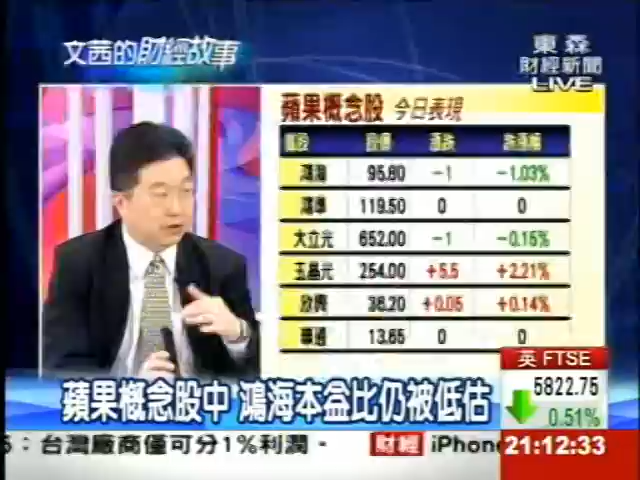 文茜的財經故事
東森
財經新聞
LIVE
蘋果概念股 今日表現
個股 股價 漲跌 漲跌幅
鴻海 95.80 -1 -1.03%
鴻準 119.50 0 0
大立光 652.00 -1 -0.15%
玉晶光 254.00 +5.5 +2.21%
欣興 36.20 +0.05 +0.14%
華通 13.65 0 0
英 FTSE
5822.75
0.51%
蘋果概念股中 鴻海本益比仍被低估
：台灣廠商僅可分1%利潤。 財經 iPhon
21:12:33